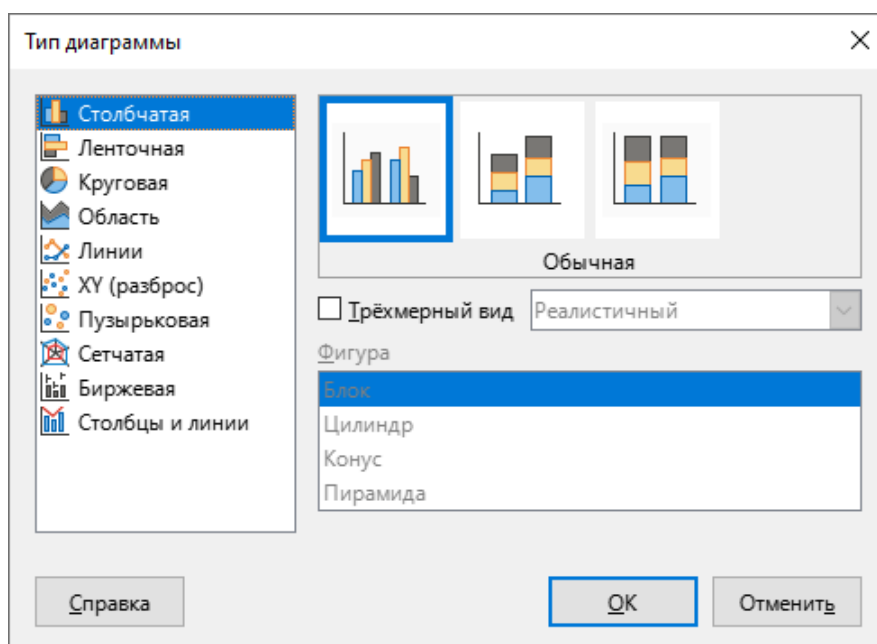 Тип диаграммы
Столбчатая
Ленточная
Круговая
Область
Линии
XY (разброс)
Пузырьковая
Сетчатая
Биржевая
Столбцы и линии
Обычная
Трёхмерный вид
Реалистичный
Фигура
Блок
Цилиндр
Конус
Пирамида
Справка
OK
Отменить